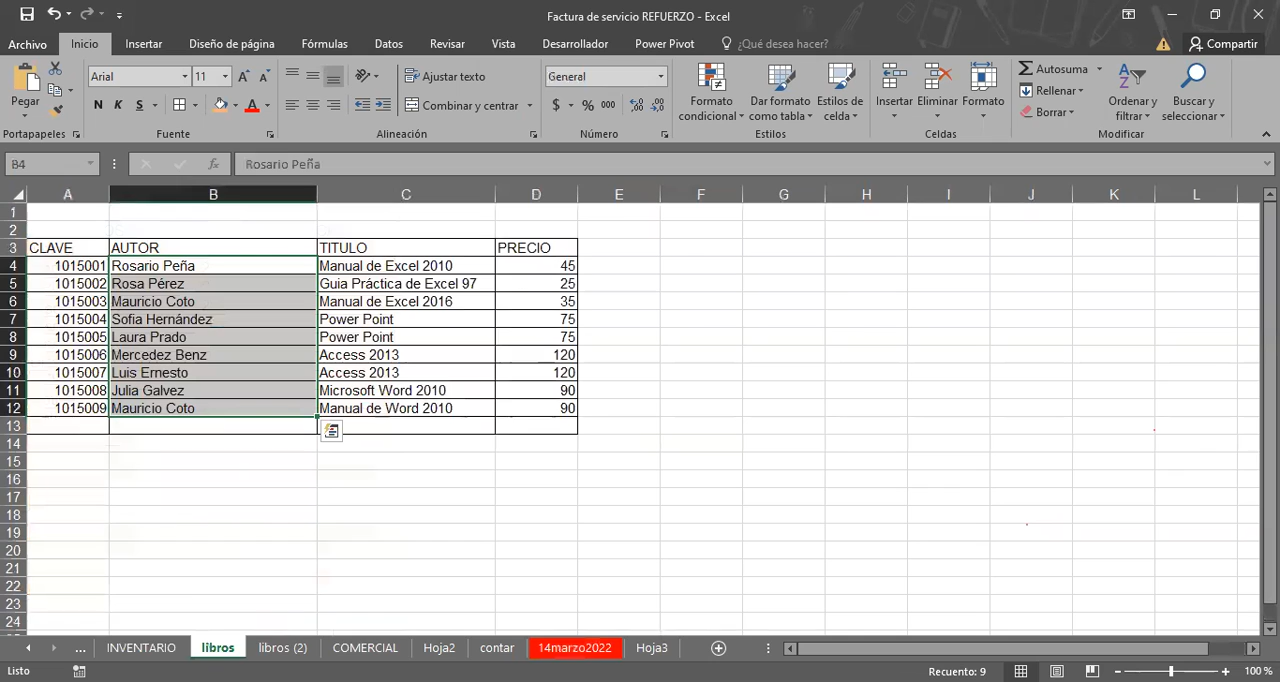 Factura de servicio REFUERZO - Excel
Archivo Inicio Insertar Diseño de página Fórmulas Datos Revisar Vista Desarrollador Power Pivot ¿Qué desea hacer? Compartir
Pegar
Arial 11
N K S
Ajustar texto
Combinar y centrar
General
$ % 000
Formato condicional
Dar formato como tabla
Estilos de celda
Insertar Eliminar Formato
Autosuma
Rellenar
Borrar
Ordenar y filtrar
Buscar y seleccionar
Portapapeles Fuente Alineación Número Estilos Celdas Modificar
B4 fx Rosario Peña
A B C D E F G H I J K L
1
2
3 CLAVE AUTOR TITULO PRECIO
4 1015001 Rosario Peña Manual de Excel 2010 45
5 1015002 Rosa Pérez Guia Práctica de Excel 97 25
6 1015003 Mauricio Coto Manual de Excel 2016 35
7 1015004 Sofia Hernández Power Point 75
8 1015005 Laura Prado Power Point 75
9 1015006 Mercedez Benz Access 2013 120
10 1015007 Luis Ernesto Access 2013 120
11 1015008 Julia Galvez Microsoft Word 2010 90
12 1015009 Mauricio Coto Manual de Word 2010 90
13
14
15
16
17
18
19
20
21
22
23
24
... INVENTARIO libros libros (2) COMERCIAL Hoja2 contar 14marzo2022 Hoja3
Listo Recuento: 9 100 %